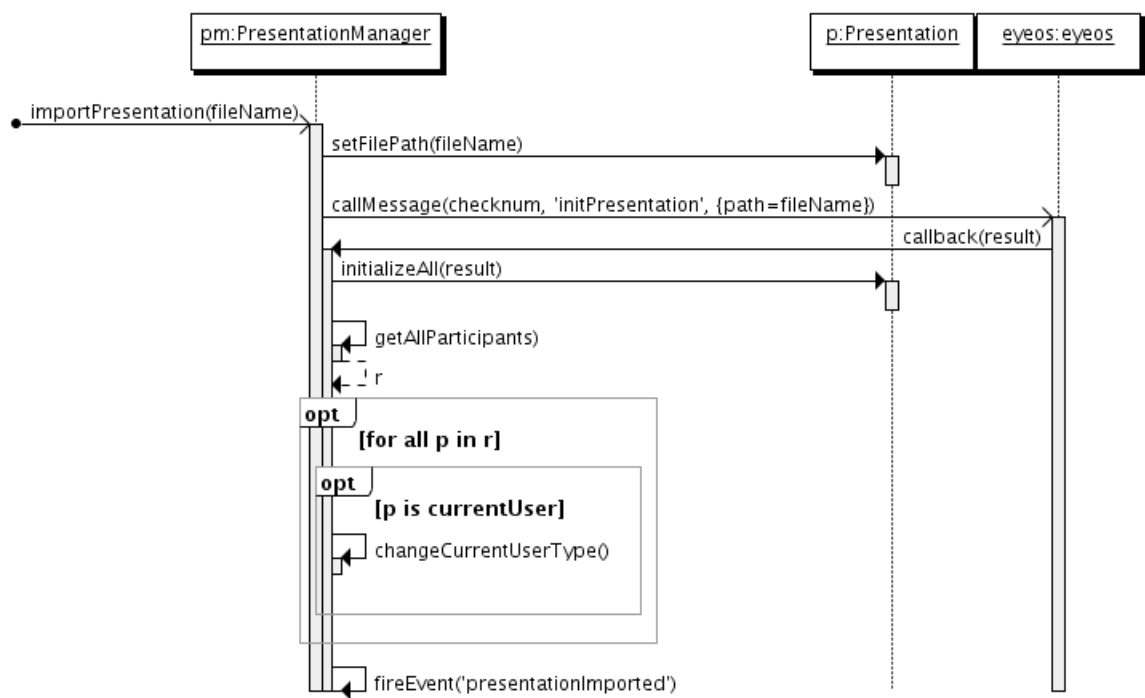 pm:PresentationManager
p:Presentation
eyeos:eyeos
importPresentation(fileName)
setFilePath(fileName)
callMessage(checknum, 'initPresentation', {path=fileName})
callback(result)
initializeAll(result)
getAllParticipants)
r
opt
[for all p in r]
opt
[p is currentUser]
changeCurrentUserType()
fireEvent('presentationImported')